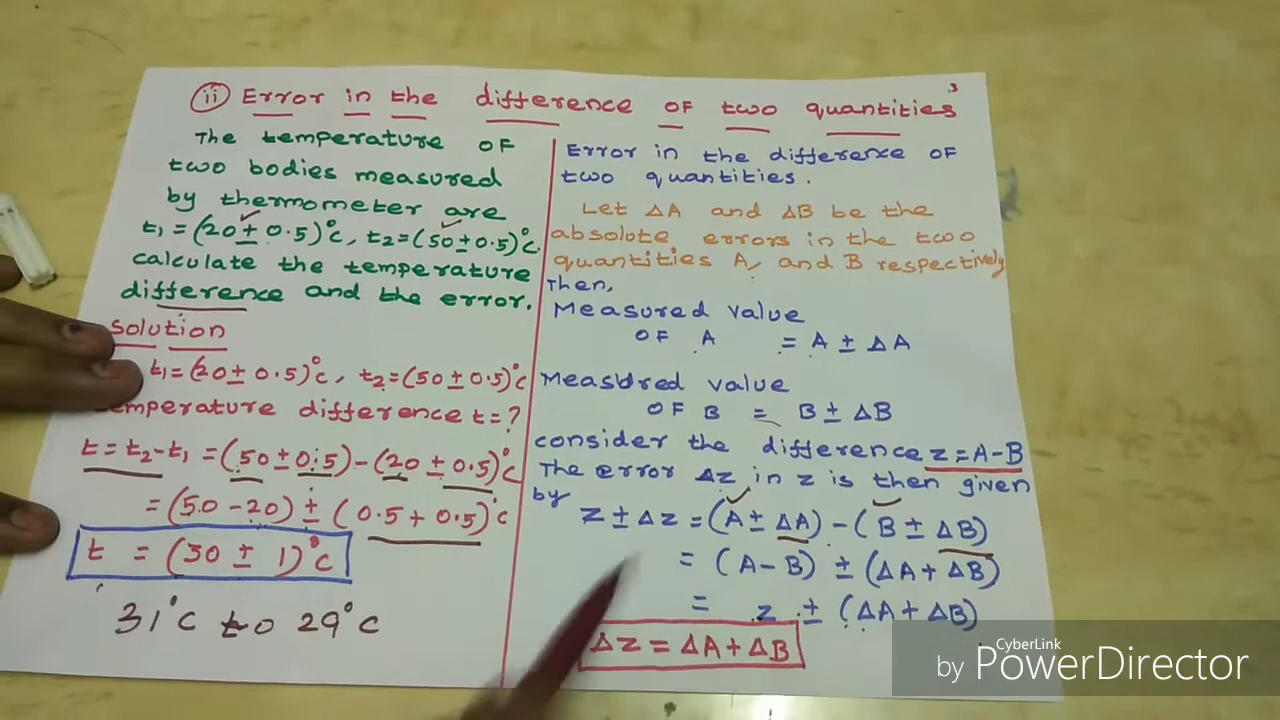 3
ii Error in the difference of two quantities
The temperature of
two bodies measured
by thermometer are
t₁ = (20 ± 0.5)°c, t₂ = (50 ± 0.5)°c.
calculate the temperature
difference and the error.
solution
t₁ = (20 ± 0.5)°c, t₂ = (50 ± 0.5)°c
temperature difference t = ?
t = t₂ - t₁ = (50 ± 0.5) - (20 ± 0.5)°c
= (50 - 20) ± (0.5 + 0.5)°c
t = (30 ± 1)°c
31°c to 29°c
Error in the difference of
two quantities.
Let ΔA and ΔB be the
absolute errors in the two
quantities A, and B respectively
Then,
Measured value
of A = A ± ΔA
Measured value
of B = B ± ΔB
consider the difference z = A - B
The error Δz in z is then given
by
z ± Δz = (A ± ΔA) - (B ± ΔB)
= (A - B) ± (ΔA + ΔB)
= z ± (ΔA + ΔB)
Δz = ΔA + ΔB
CyberLink
by PowerDirector